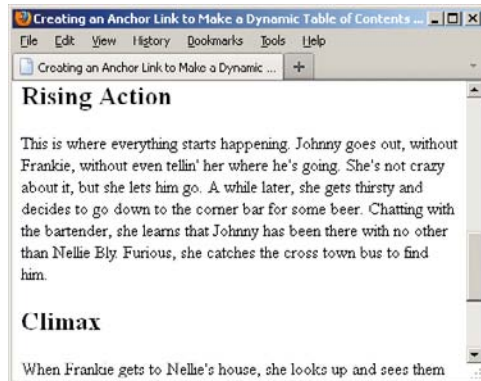 Creating an Anchor Link to Make a Dynamic Table of Contents ...
File Edit View History Bookmarks Tools Help
Creating an Anchor Link to Make a Dynamic ...
Rising Action
This is where everything starts happening. Johnny goes out, without
Frankie, without even tellin' her where he's going. She's not crazy
about it, but she lets him go. A while later, she gets thirsty and
decides to go down to the corner bar for some beer. Chatting with
the bartender, she learns that Johnny has been there with no other
than Nellie Bly. Furious, she catches the cross town bus to find
him.
Climax
When Frankie gets to Nellie's house, she looks up and sees them